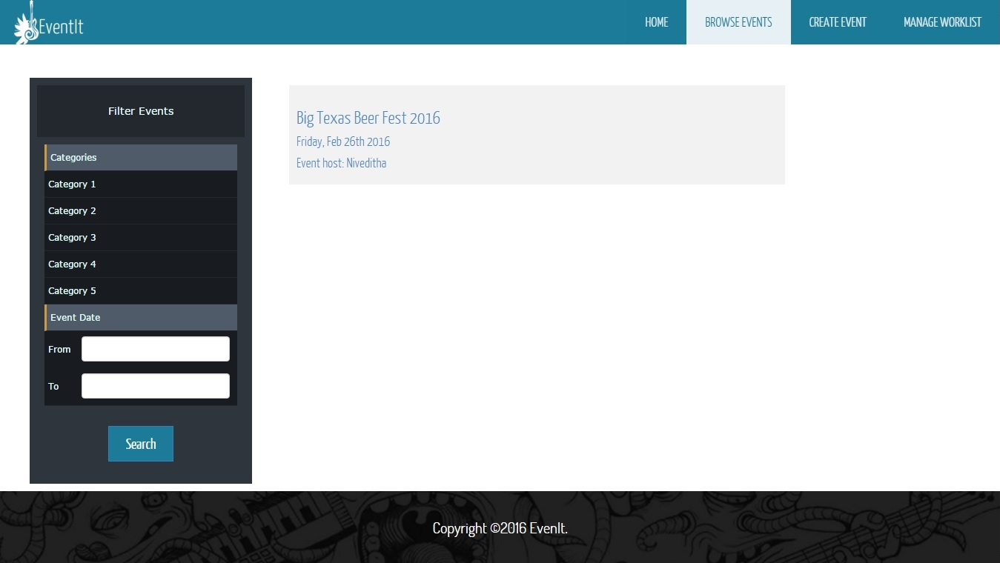 EventIt
HOME
BROWSE EVENTS
CREATE EVENT
MANAGE WORKLIST
Filter Events
Categories
Category 1
Category 2
Category 3
Category 4
Category 5
Event Date
From
To
Search
Big Texas Beer Fest 2016
Friday, Feb 26th 2016
Event host: Niveditha
Copyright ©2016 EvenIt.